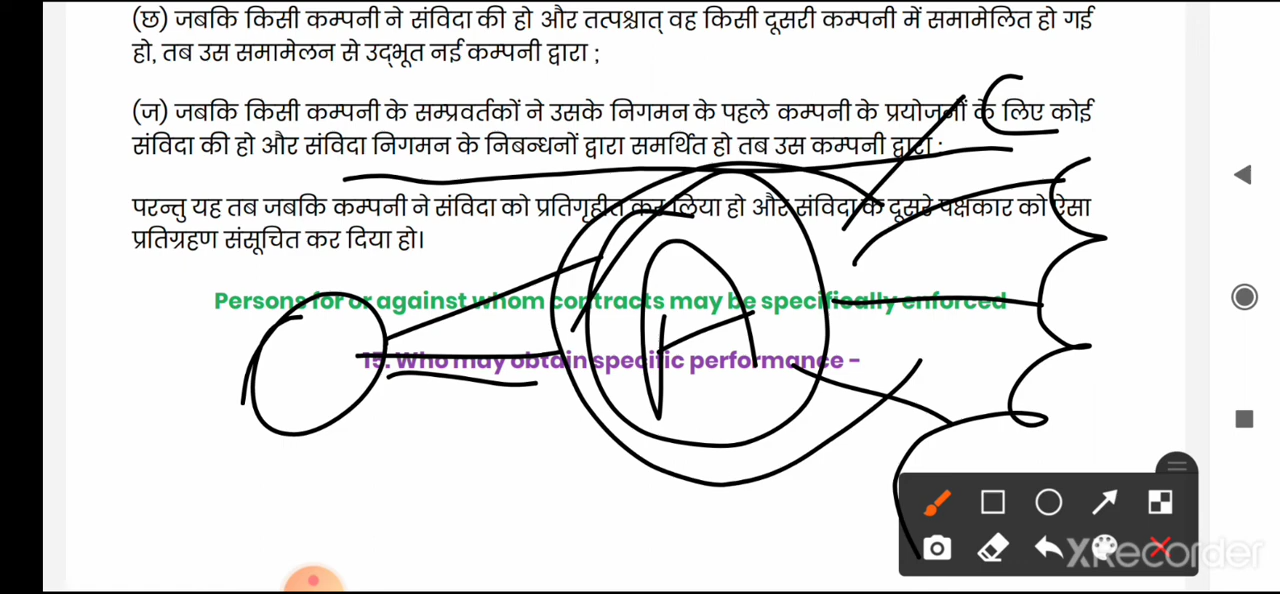 (छ) जबकि किसी कम्पनी ने संविदा की हो और तत्पश्चात् वह किसी दूसरी कम्पनी में समामेलित हो गई
हो, तब उस समामेलन से उद्भूत नई कम्पनी द्वारा ;
(ज) जबकि किसी कम्पनी के सम्प्रवर्तकों ने उसके निगमन के पहले कम्पनी के प्रयोजनों के लिए कोई
संविदा की हो और संविदा निगमन के निबन्धनों द्वारा समर्थित हो तब उस कम्पनी द्वारा :
परन्तु यह तब जबकि कम्पनी ने संविदा को प्रतिगृहीत कर लिया हो और संविदा के दूसरे पक्षकार को ऐसा
प्रतिग्रहण संसूचित कर दिया हो।
Persons for or against whom contracts may be specifically enforced
A
15. Who may obtain specific performance -
XRecorder